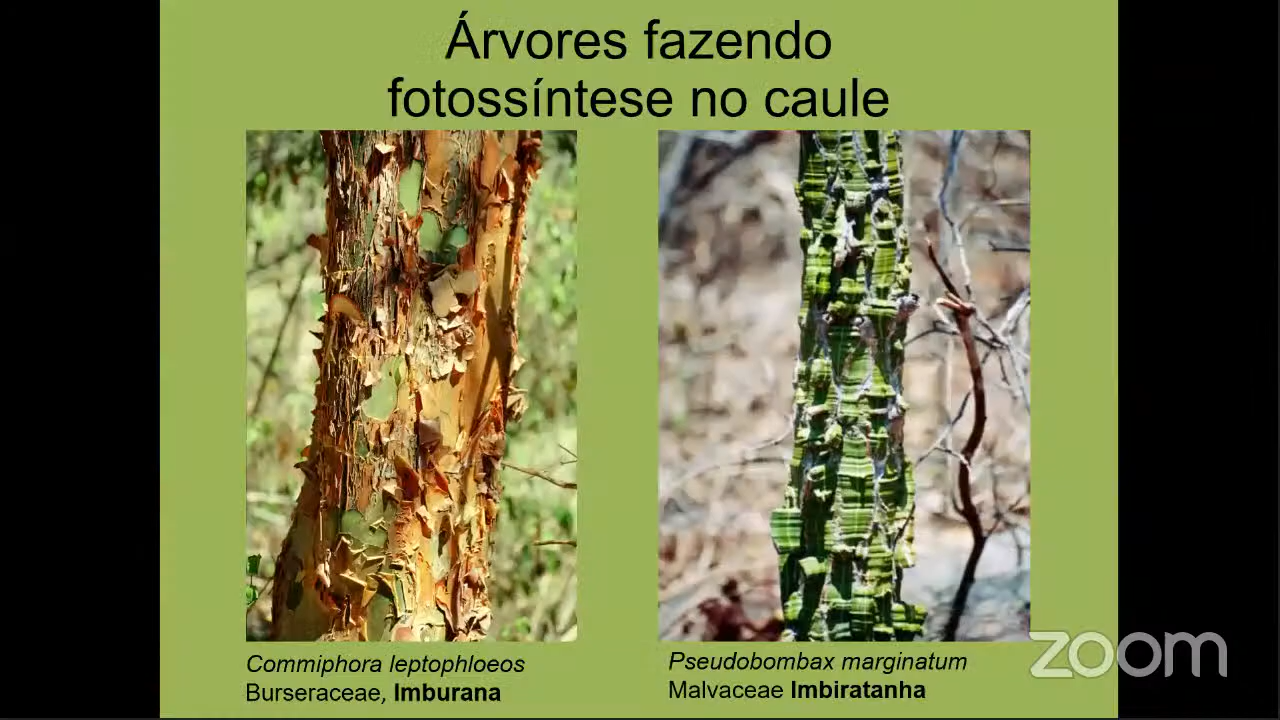 Árvores fazendo
fotossíntese no caule
Commiphora leptophloeos
Burseraceae, Imburana
Pseudobombax marginatum
Malvaceae Imbiratanha
zoom